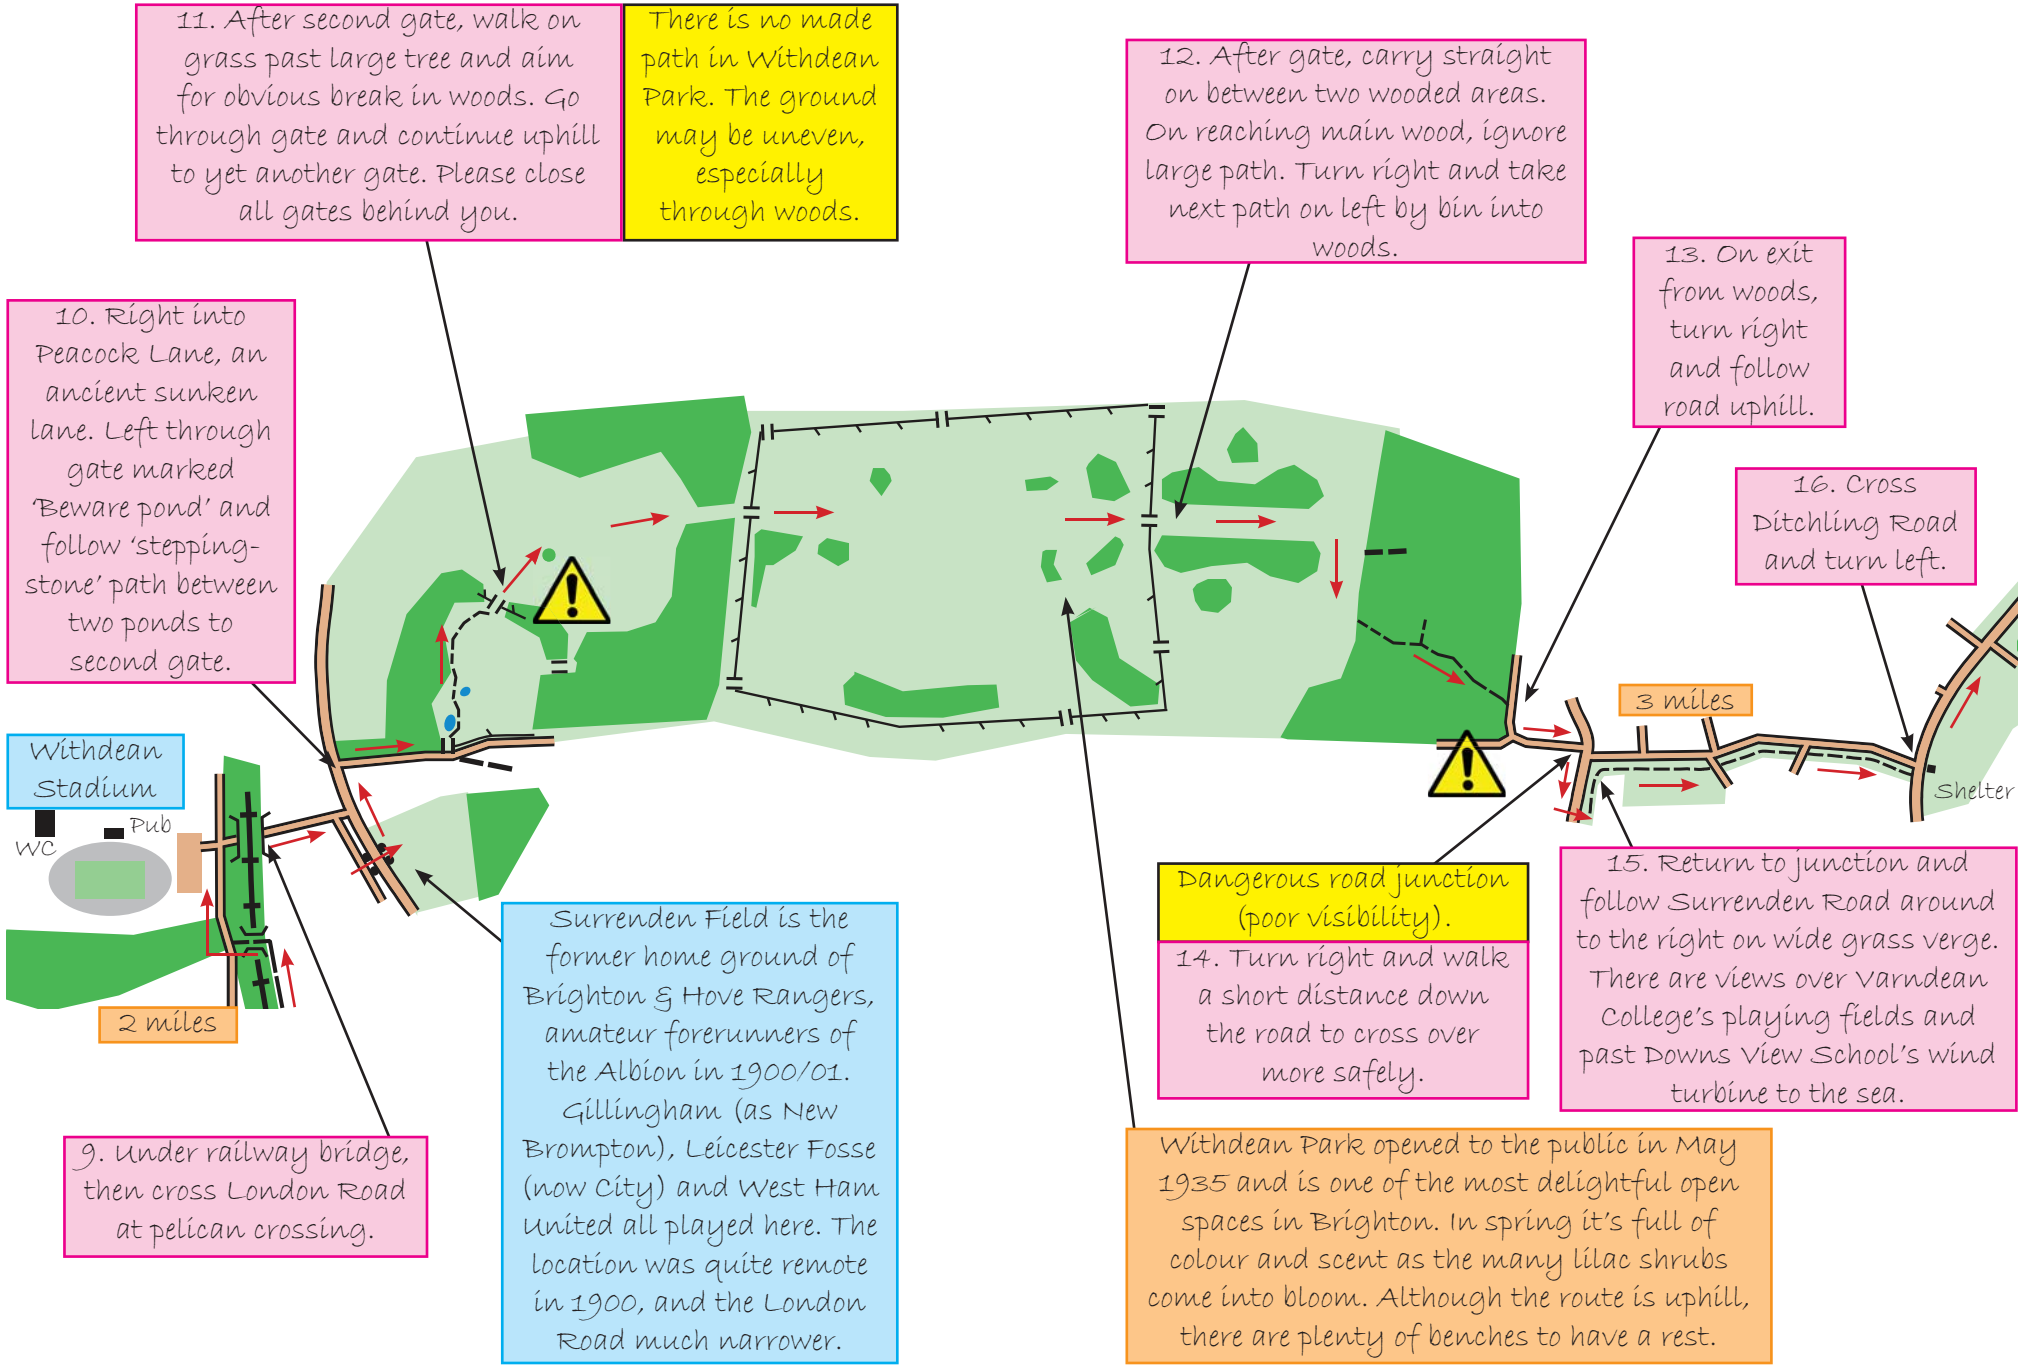 11. After second gate, walk on
grass past large tree and aim
for obvious break in woods. Go
through gate and continue uphill
to yet another gate. Please close
all gates behind you.
There is no made
path in Withdean
Park. The ground
may be uneven,
especially
through woods.
12. After gate, carry straight
on between two wooded areas.
On reaching main wood, ignore
large path. Turn right and take
next path on left by bin into
woods.
13. On exit
from woods,
turn right
and follow
road uphill.
10. Right into
Peacock Lane, an
ancient sunken
lane. Left through
gate marked
'Beware pond' and
follow 'stepping-
stone' path between
two ponds to
second gate.
16. Cross
Ditchling Road
and turn left.
3 miles
Withdean
Stadium
Pub
WC
Shelter
2 miles
Dangerous road junction
(poor visibility).
14. Turn right and walk
a short distance down
the road to cross over
more safely.
15. Return to junction and
follow Surrenden Road around
to the right on wide grass verge.
There are views over Varndean
College's playing fields and
past Downs View School's wind
turbine to the sea.
Surrenden Field is the
former home ground of
Brighton & Hove Rangers,
amateur forerunners of
the Albion in 1900/01.
Gillingham (as New
Brompton), Leicester Fosse
(now City) and West Ham
United all played here. The
location was quite remote
in 1900, and the London
Road much narrower.
9. Under railway bridge,
then cross London Road
at pelican crossing.
Withdean Park opened to the public in May
1935 and is one of the most delightful open
spaces in Brighton. In spring it's full of
colour and scent as the many lilac shrubs
come into bloom. Although the route is uphill,
there are plenty of benches to have a rest.